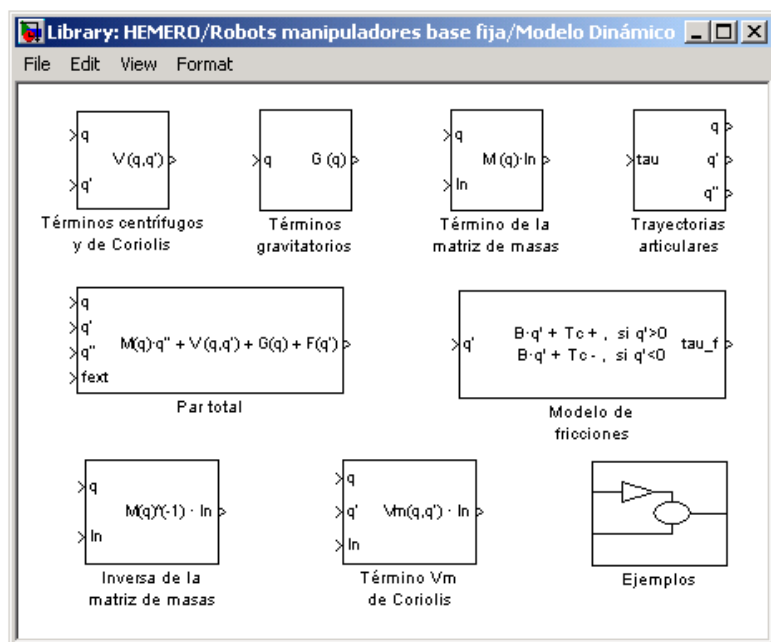 Library: HEMERO/Robots manipuladores base fija/Modelo Dinámico
File Edit View Format
q
q'
V(q,q')
Términos centrífugos
y de Coriolis
q
G (q)
Términos
gravitatorios
q
In
M (q)·In
Término de la
matriz de masas
tau
q
q'
q''
Trayectorias
articulares
q
q'
q''
fext
M(q)·q'' + V(q,q') + G(q) + F(q')
Par total
q'
B·q' + Tc + , si q'>0
B·q' + Tc - , si q'<0
tau_f
Modelo de
fricciones
q
In
M(q)^(-1) · In
Inversa de la
matriz de masas
q
q'
In
Vm(q,q') · In
Término Vm
de Coriolis
Ejemplos